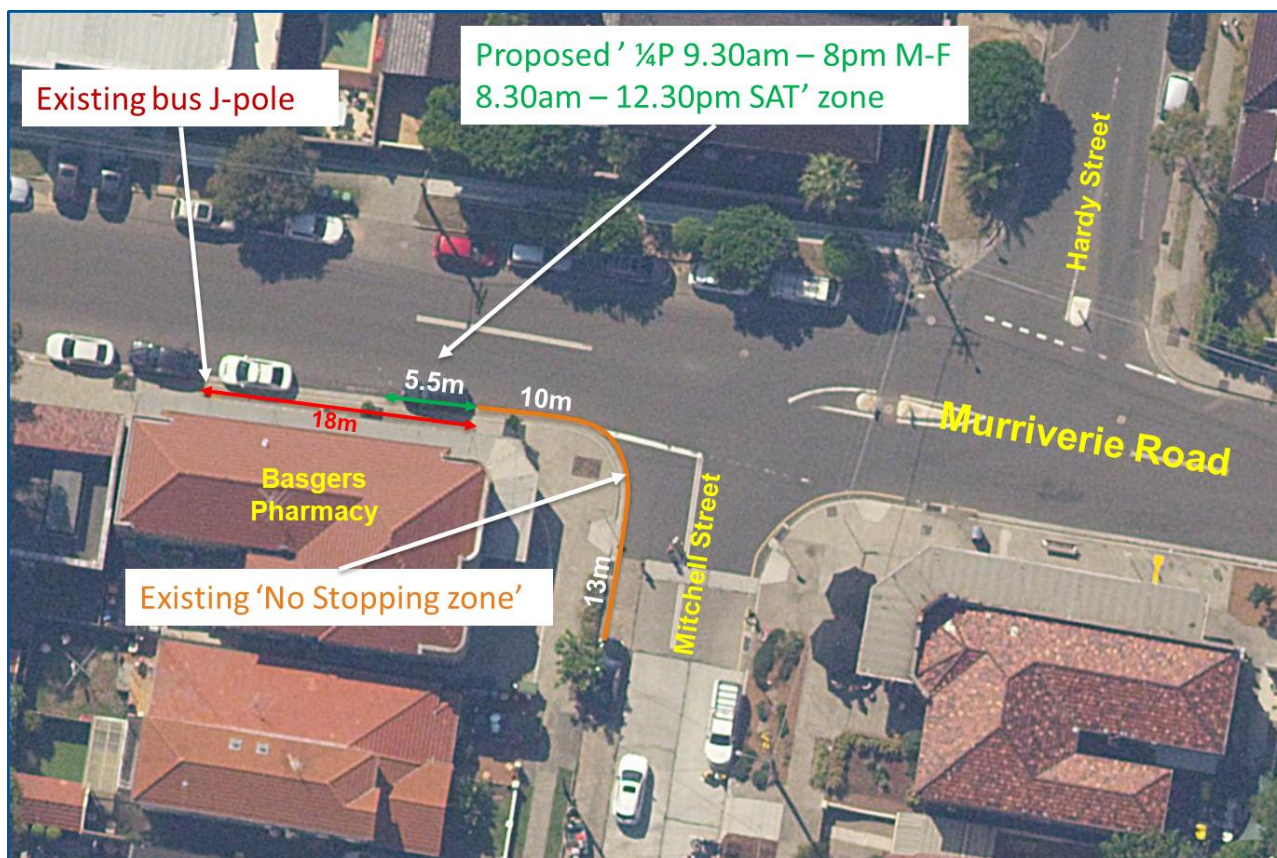 Proposed ’ ¼P 9.30am – 8pm M-F
8.30am – 12.30pm SAT’ zone
Existing bus J-pole
Hardy Street
5.5m
10m
18m
Murriverie Road
Basgers
Pharmacy
Mitchell Street
13m
Existing ‘No Stopping zone’